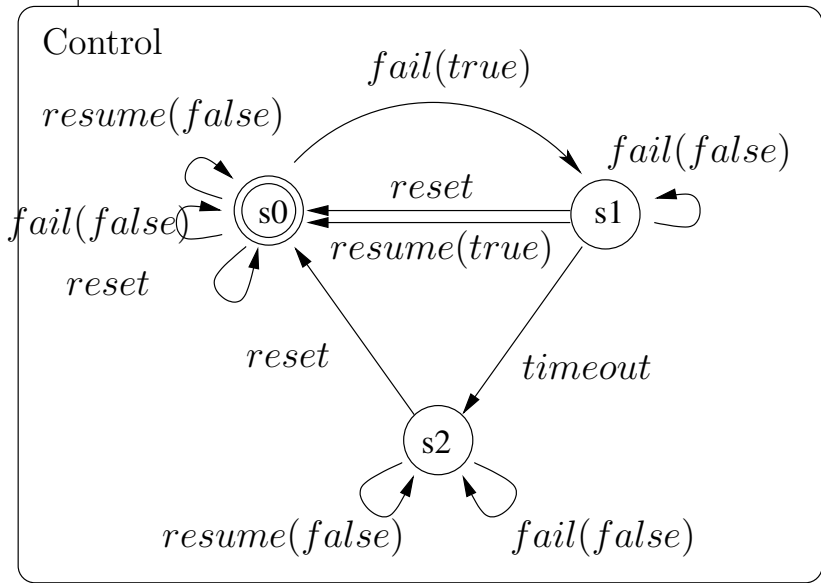 Control
fail(true)
resume(false)
fail(false)
reset
s0
s1
fail(false)
resume(true)
reset
reset
timeout
s2
resume(false)
fail(false)